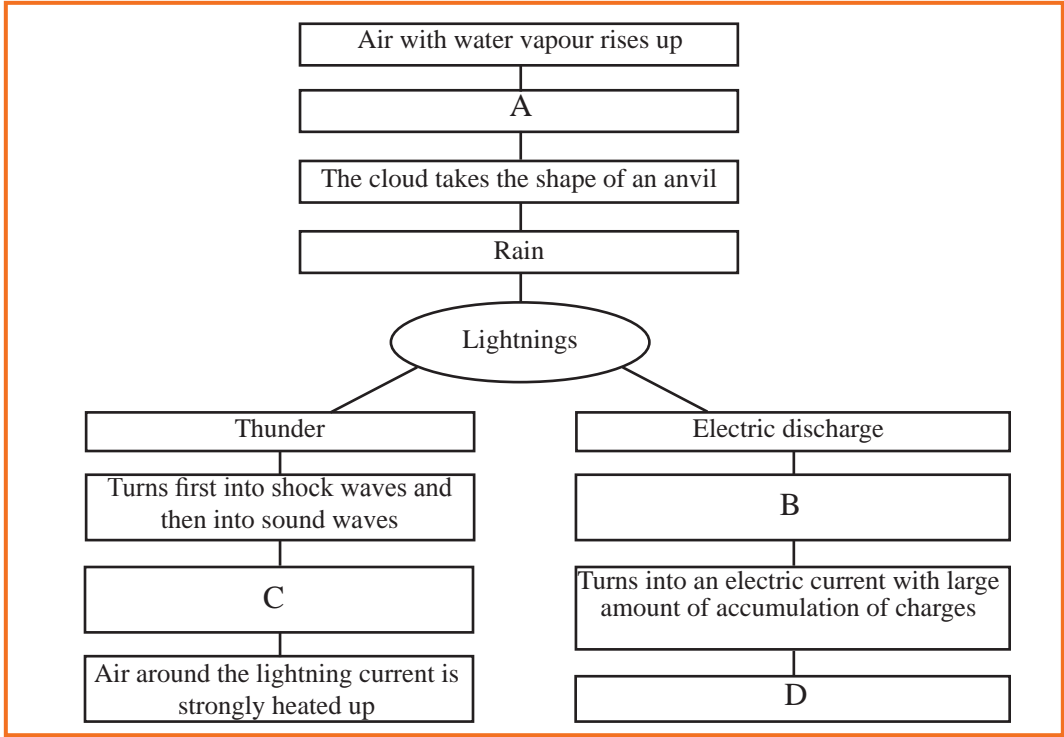 Air with water vapour rises up
A
The cloud takes the shape of an anvil
Rain
Lightnings
Thunder
Turns first into shock waves and
then into sound waves
C
Air around the lightning current is
strongly heated up
Electric discharge
B
Turns into an electric current with large
amount of accumulation of charges
D